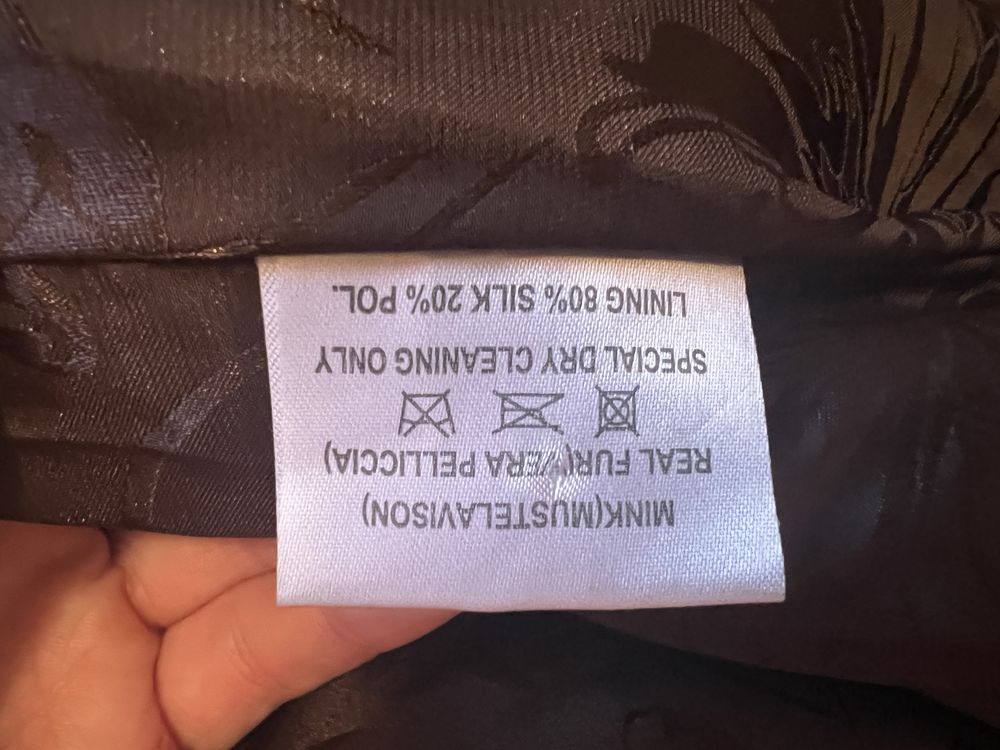 MINK(MUSTELAVISON)
REAL FUR(VERA PELLICCIA)
SPECIAL DRY CLEANING ONLY
LINING 80% SILK 20% POL.